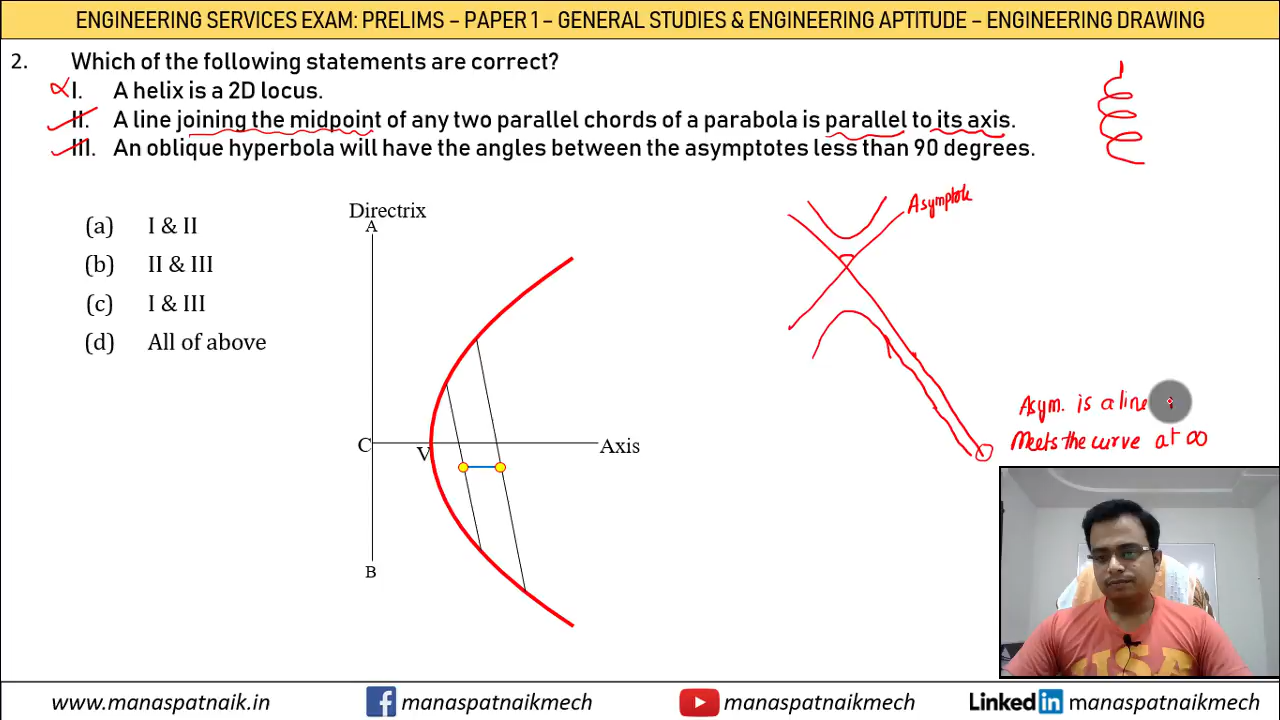 ENGINEERING SERVICES EXAM: PRELIMS – PAPER 1 – GENERAL STUDIES & ENGINEERING APTITUDE – ENGINEERING DRAWING
2. Which of the following statements are correct?
I. A helix is a 2D locus.
II. A line joining the midpoint of any two parallel chords of a parabola is parallel to its axis.
III. An oblique hyperbola will have the angles between the asymptotes less than 90 degrees.
(a) I & II
(b) II & III
(c) I & III
(d) All of above
Directrix
A
C
V
Axis
B
Asymptote
Asym. is a line
Meets the curve at ∞
www.manaspatnaik.in
manaspatnaikmech
manaspatnaikmech
Linked in manaspatnaikmech